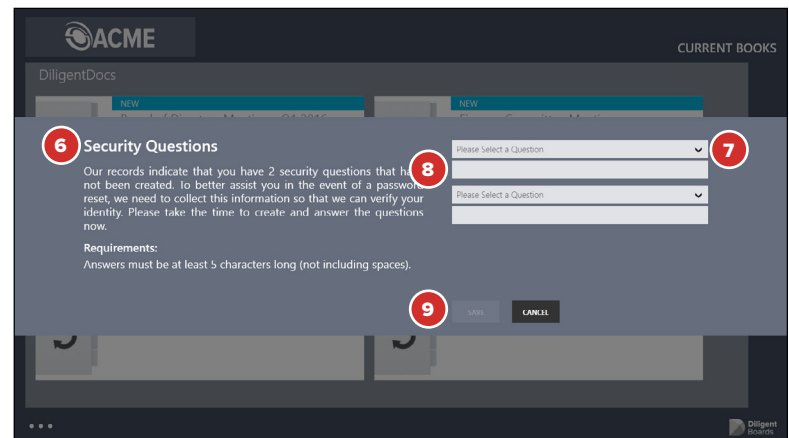 ACME
CURRENT BOOKS
DiligentDocs
NEW
NEW
6
Security Questions
Please Select a Question
7
8
Our records indicate that you have 2 security questions that
not been created. To better assist you in the event of a password
reset, we need to collect this information so that we can verify your
identity. Please take the time to create and answer the questions
now.
Please Select a Question
Requirements:
Answers must be at least 5 characters long (not including spaces).
9
SAVE
CANCEL
Diligent
Boards